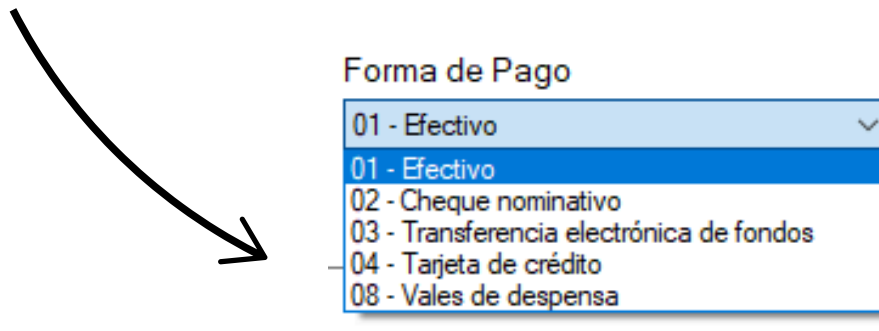 Forma de Pago
01 - Efectivo
01 - Efectivo
02 - Cheque nominativo
03 - Transferencia electrónica de fondos
04 - Tarjeta de crédito
08 - Vales de despensa